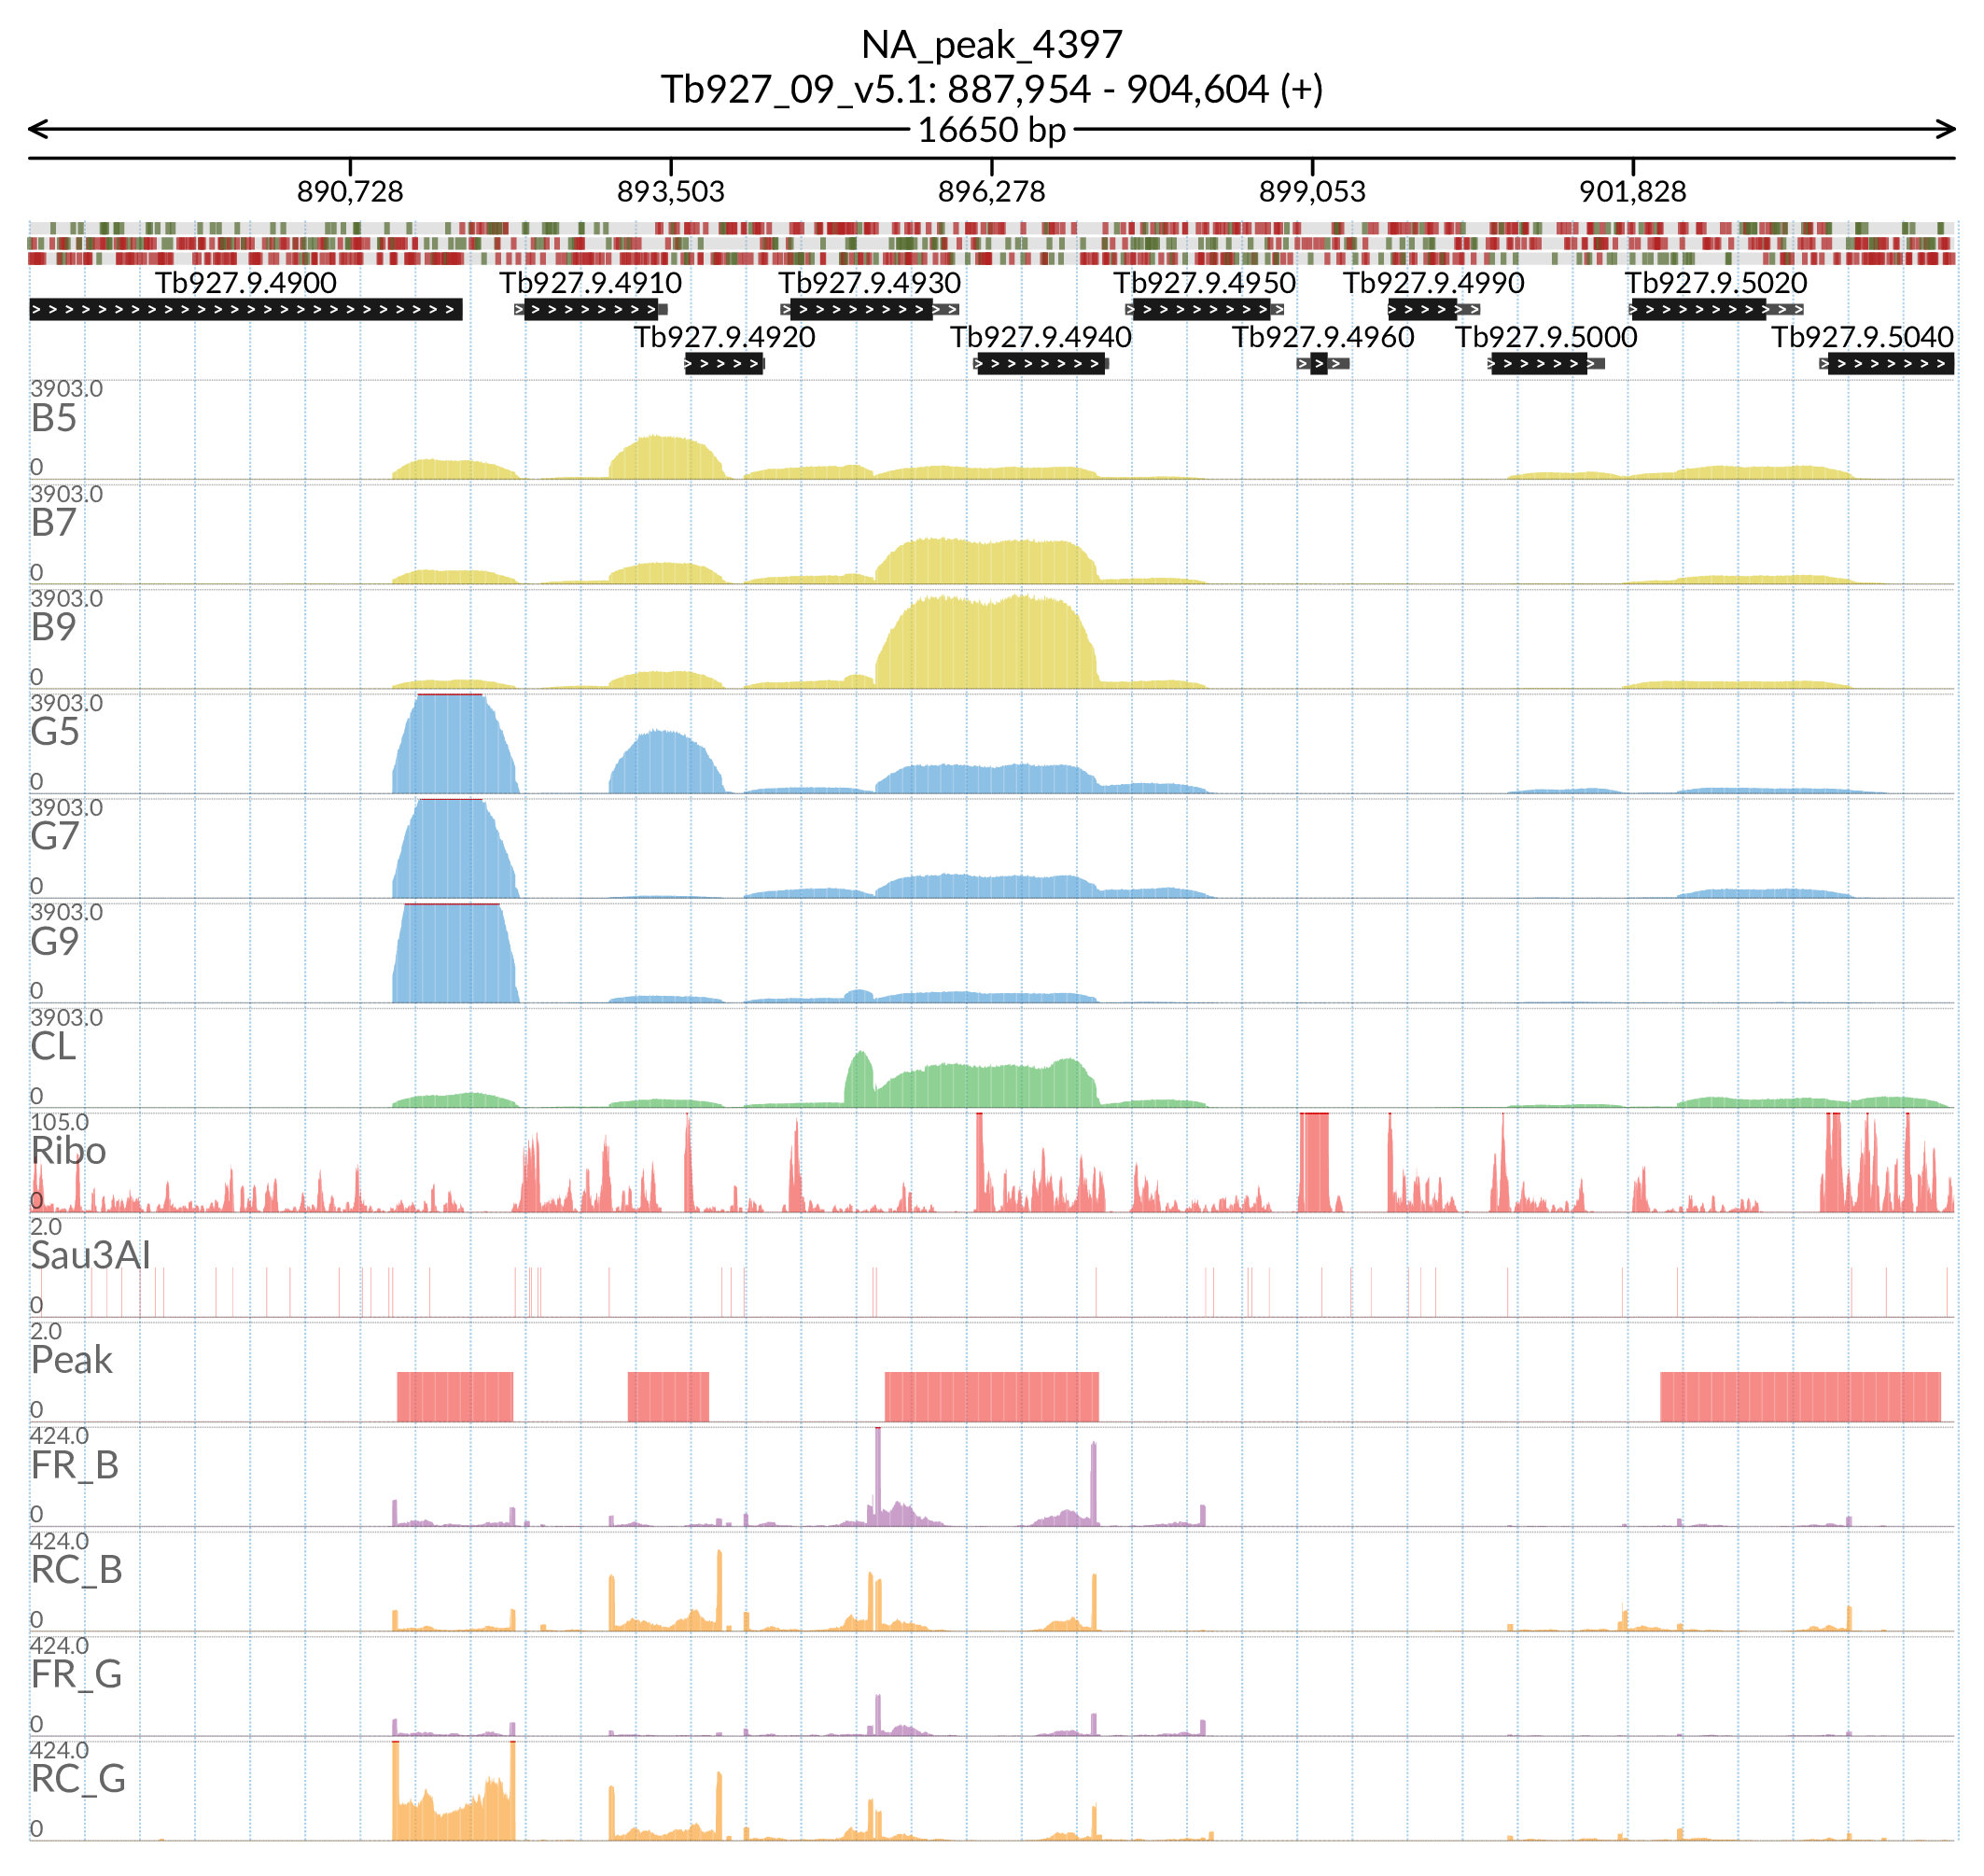 NA_peak_4397
Tb927_09_v5.1: 887,954 - 904,604 (+)
16650 bp
890,728 893,503 896,278 899,053 901,828
Tb927.9.4900 Tb927.9.4910 Tb927.9.4930 Tb927.9.4950 Tb927.9.4990 Tb927.9.5020
Tb927.9.4920 Tb927.9.4940 Tb927.9.4960 Tb927.9.5000 Tb927.9.5040
3903.0
B5
0
3903.0
B7
0
3903.0
B9
0
3903.0
G5
0
3903.0
G7
0
3903.0
G9
0
3903.0
CL
0
105.0
Ribo
0
2.0
Sau3AI
0
2.0
Peak
0
424.0
FR_B
0
424.0
RC_B
0
424.0
FR_G
0
424.0
RC_G
0